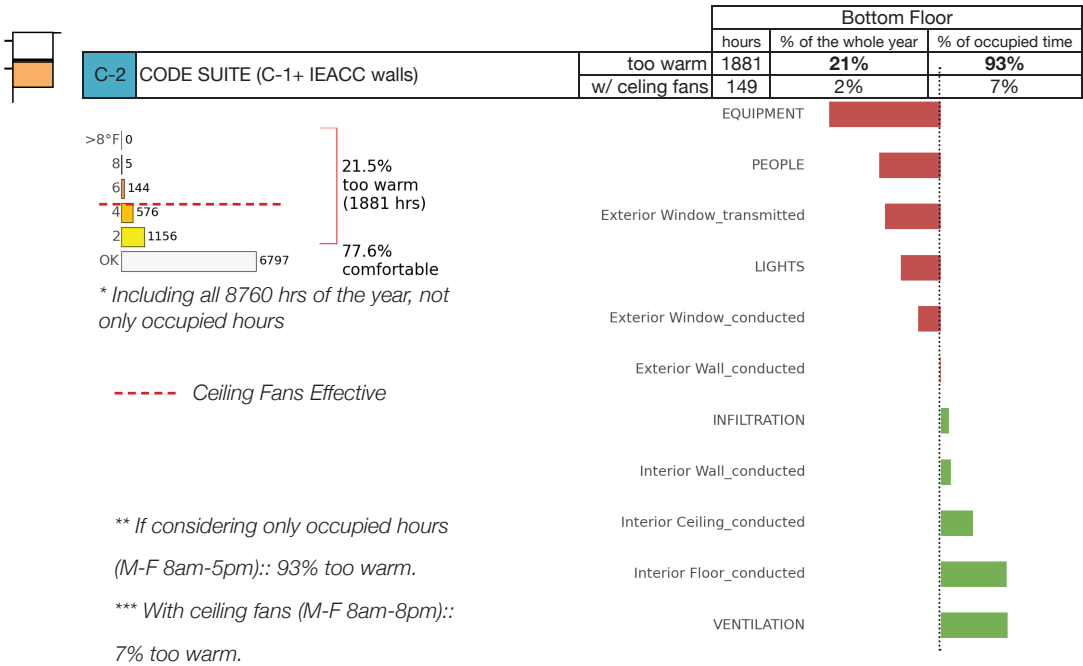 Bottom Floor
hours % of the whole year % of occupied time
C-2 CODE SUITE (C-1+ IEACC walls) too warm 1881 21% 93%
w/ celing fans 149 2% 7%
>8°F 0
8 5
6 144
4 576
2 1156
OK 6797
21.5%
too warm
(1881 hrs)
77.6%
comfortable
* Including all 8760 hrs of the year, not
only occupied hours
Ceiling Fans Effective
** If considering only occupied hours
(M-F 8am-5pm):: 93% too warm.
*** With ceiling fans (M-F 8am-8pm)::
7% too warm.
EQUIPMENT
PEOPLE
Exterior Window_transmitted
LIGHTS
Exterior Window_conducted
Exterior Wall_conducted
INFILTRATION
Interior Wall_conducted
Interior Ceiling_conducted
Interior Floor_conducted
VENTILATION